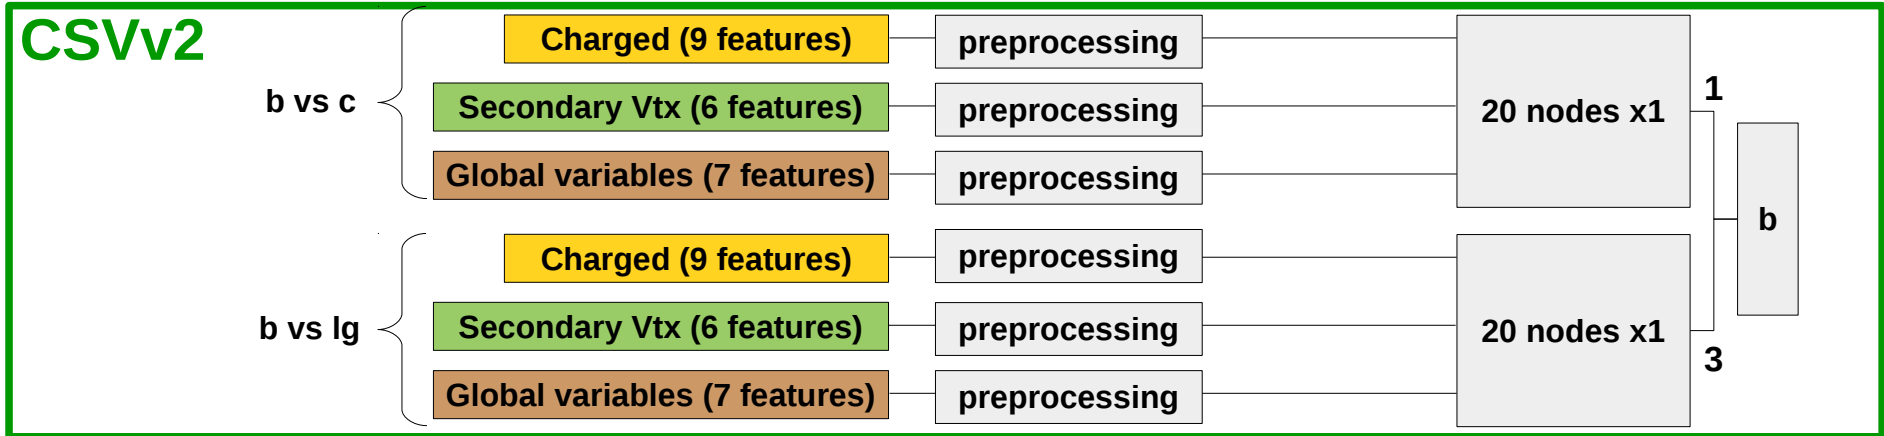 CSVv2
b vs c
Charged (9 features)
preprocessing
Secondary Vtx (6 features)
preprocessing
Global variables (7 features)
preprocessing
20 nodes x1
1
b vs lg
Charged (9 features)
preprocessing
Secondary Vtx (6 features)
preprocessing
Global variables (7 features)
preprocessing
20 nodes x1
3
b